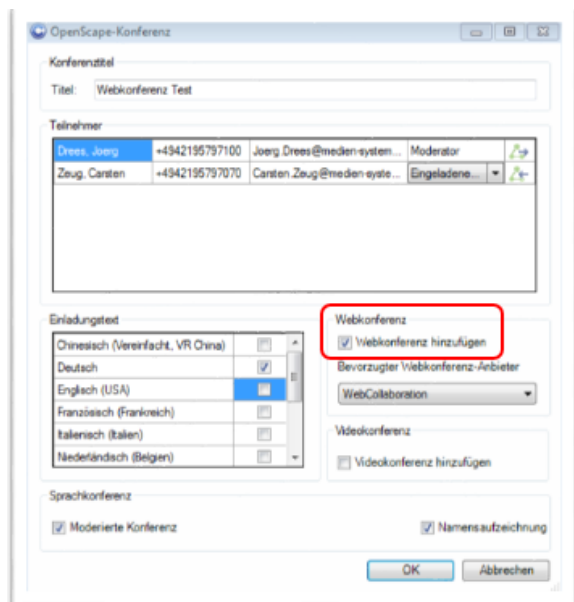 OpenScape-Konferenz
Konferenztitel
Titel: Webkonferenz Test
Teilnehmer
Drees, Joerg +4942195797100 Joerg.Drees@medien-system... Moderator
Zeug, Carsten +4942195797070 Carsten.Zeug@medien-syste... Eingeladene...
Einladungstext
Chinesisch (Vereinfacht, VR China)
Deutsch
Englisch (USA)
Französisch (Frankreich)
Italienisch (Italien)
Niederländisch (Belgien)
Webkonferenz
Webkonferenz hinzufügen
Bevorzugter Webkonferenz-Anbieter
WebCollaboration
Videokonferenz
Videokonferenz hinzufügen
Sprachkonferenz
Moderierte Konferenz Namensaufzeichnung
OK Abbrechen